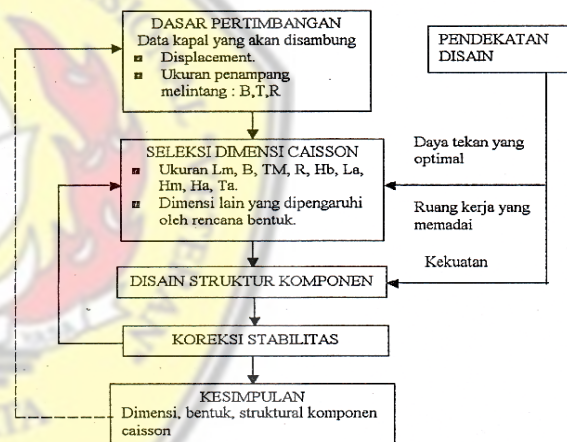 DASAR PERTIMBANGAN
Data kapal yang akan disambung
Displacement.
Ukuran penampang
melintang : B,T,R
PENDEKATAN
DISAIN
SELEKSI DIMENSI CAISSON
Ukuran Lm, B, TM, R, Hb, La,
Hm, Ha, Ta.
Dimensi lain yang dipengaruhi
oleh rencana bentuk.
Daya tekan yang
optimal
Ruang kerja yang
memadai
Kekuatan
DISAIN STRUKTUR KOMPONEN
KOREKSI STABILITAS
KESIMPULAN
Dimensi, bentuk, struktural komponen
caisson